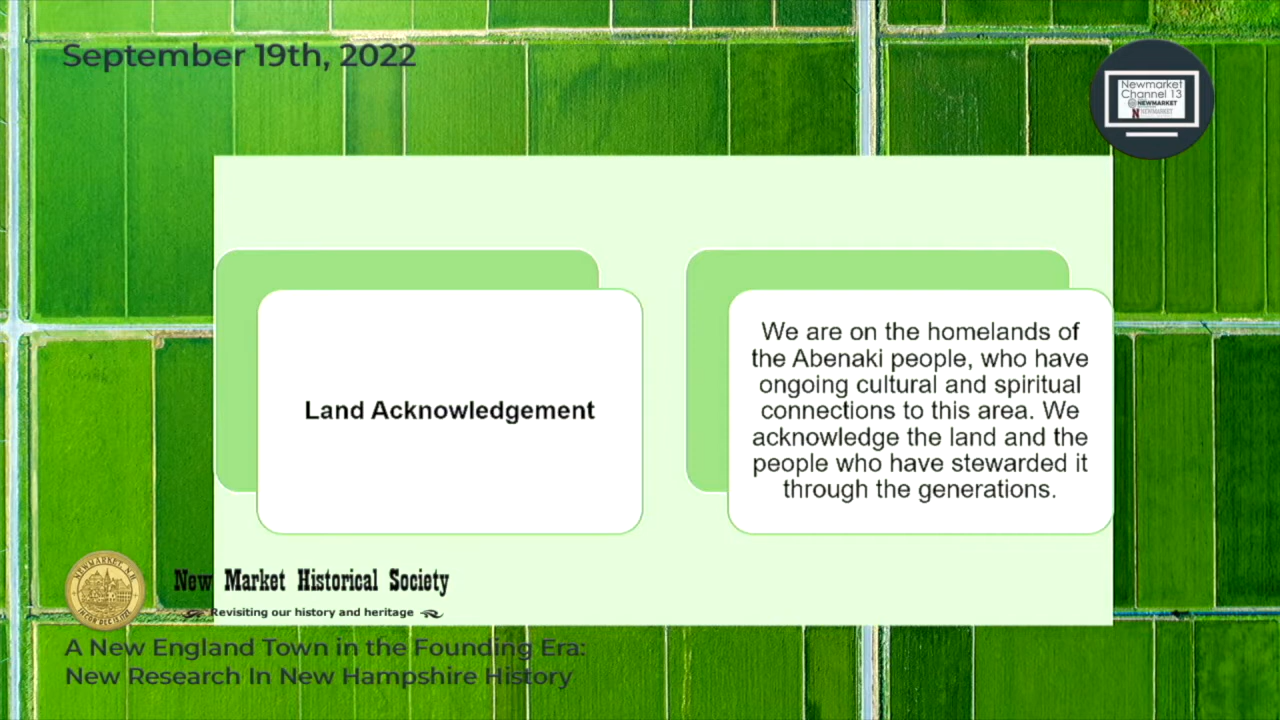 September 19th, 2022
Newmarket
Channel 13
NEWMARKET
Land Acknowledgement
We are on the homelands of
the Abenaki people, who have
ongoing cultural and spiritual
connections to this area. We
acknowledge the land and the
people who have stewarded it
through the generations.
NEWMARKET, N.H.
New Market Historical Society
Revisiting our history and heritage
A New England Town in the Founding Era:
New Research In New Hampshire History